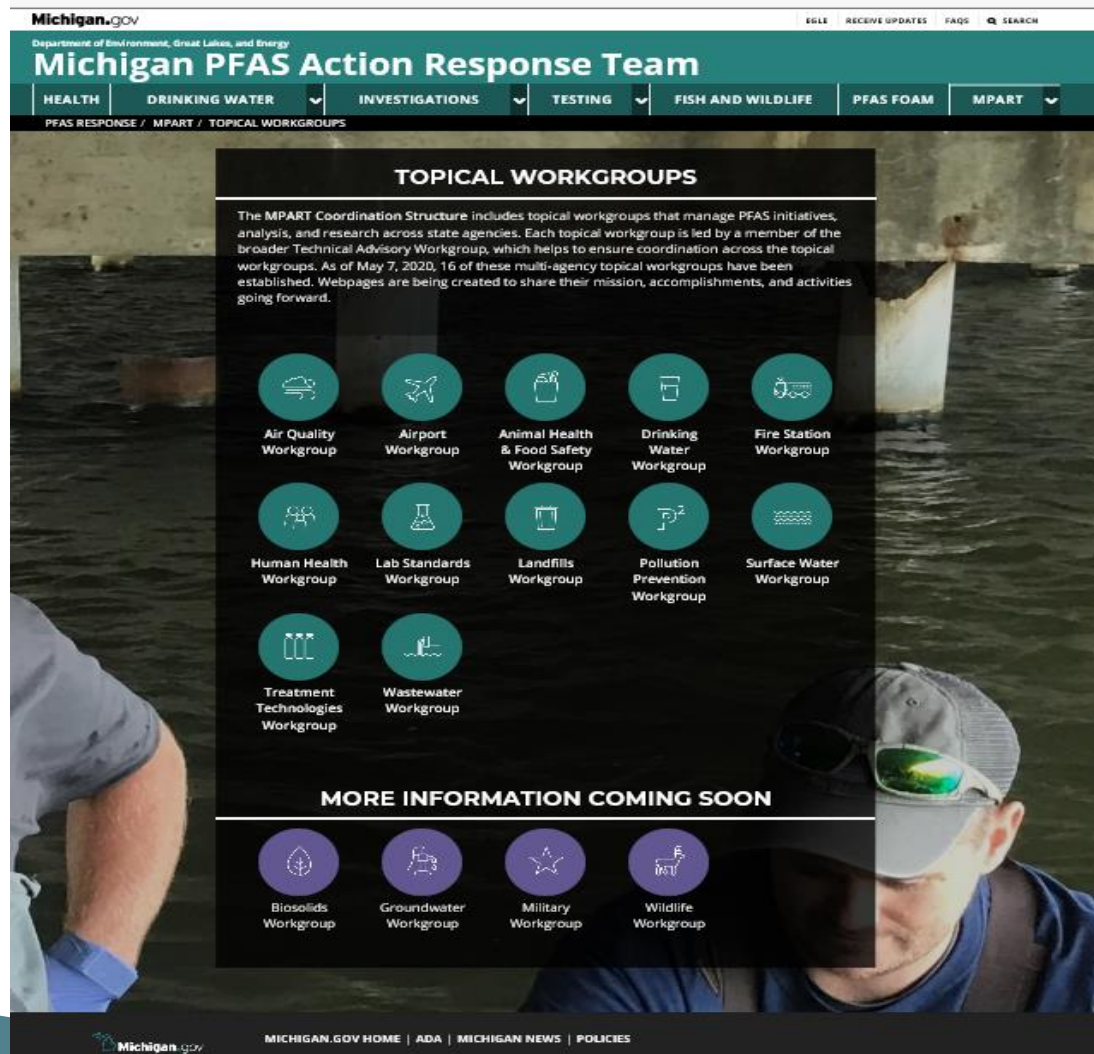 Michigan.gov
EGLE RECEIVE UPDATES FAQS SEARCH
Department of Environment, Great Lakes, and Energy
Michigan PFAS Action Response Team
HEALTH DRINKING WATER INVESTIGATIONS TESTING FISH AND WILDLIFE PFAS FOAM MPART
PFAS RESPONSE / MPART / TOPICAL WORKGROUPS
TOPICAL WORKGROUPS
The MPART Coordination Structure includes topical workgroups that manage PFAS initiatives,
analysis, and research across state agencies. Each topical workgroup is led by a member of the
broader Technical Advisory Workgroup, which helps to ensure coordination across the topical
workgroups. As of May 7, 2020, 16 of these multi-agency topical workgroups have been
established. Webpages are being created to share their mission, accomplishments, and activities
going forward.
P²
Air Quality
Workgroup
Airport
Workgroup
Animal Health
& Food Safety
Workgroup
Drinking
Water
Workgroup
Fire Station
Workgroup
Human Health
Workgroup
Lab Standards
Workgroup
Landfills
Workgroup
Pollution
Prevention
Workgroup
Surface Water
Workgroup
Treatment
Technologies
Workgroup
Wastewater
Workgroup
MORE INFORMATION COMING SOON
Biosolids
Workgroup
Groundwater
Workgroup
Military
Workgroup
Wildlife
Workgroup
Michigan.gov
MICHIGAN.GOV HOME | ADA | MICHIGAN NEWS | POLICIES